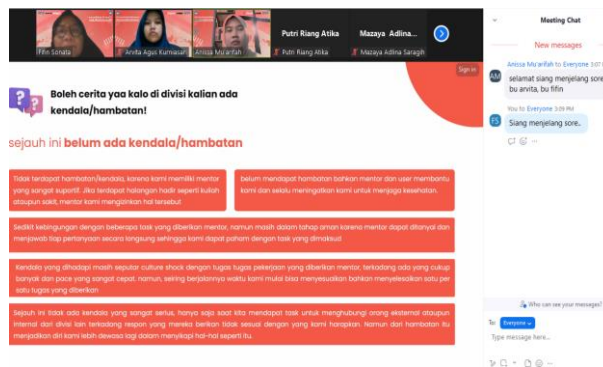 Fifin Sonata
Arvita Agus Kurniasari
Anissa Mu'arifah
Putri Riang Atika
Putri Riang Atika
Mazaya Adlina...
Mazaya Adlina Saragih
Sign in
Boleh cerita yaa kalo di divisi kalian ada
kendala/hambatan!
sejauh ini belum ada kendala/hambatan
Tidak terdapat hambatan/kendala, karena kami memiliki mentor
yang sangat suportif. Jika terdapat halangan hadir seperti kuliah
ataupun sakit, mentor kami mengizinkan hal tersebut
belum mendapat hambatan bahkan mentor dan user membantu
kami dan selalu meningatkan kami untuk menjaga kesehatan.
Sedikit kebingungan dengan beberapa task yang diberikan mentor, namun masih dalam tahap aman karena mentor dapat ditanyai dan
menjawab tiap pertanyaan secara langsung sehingga kami dapat paham dengan task yang dimaksud
Kendala yang dihadapi masih seputar culture shock dengan tugas tugas pekerjaan yang diberikan mentor, terkadang ada yang cukup
banyak dan pace yang sangat cepat, namun, seiring berjalannya waktu kami mulai bisa menyesuaikan bahkan menyelesaikan satu per
satu tugas yang diberikan
Sejauh ini tidak ada kendala yang sangat serius, hanya saja saat kita mendapat task untuk menghubungi orang eksternal ataupun
internal dari divisi lain terkadang respon yang mereka berikan tidak sesuai dengan yang kami harapkan. Namun dari hambatan itu
menjadikan diri kami lebih dewasa lagi dalam menyikapi hal-hal seperti itu.
Meeting Chat
New messages
Anissa Mu'arifah to Everyone 3:07
AM
selamat siang menjelang sore
bu arvita, bu fifin
You to Everyone 3:09 PM
FS
Siang menjelang sore..
Who can see your messages?
To: Everyone
Type message here...